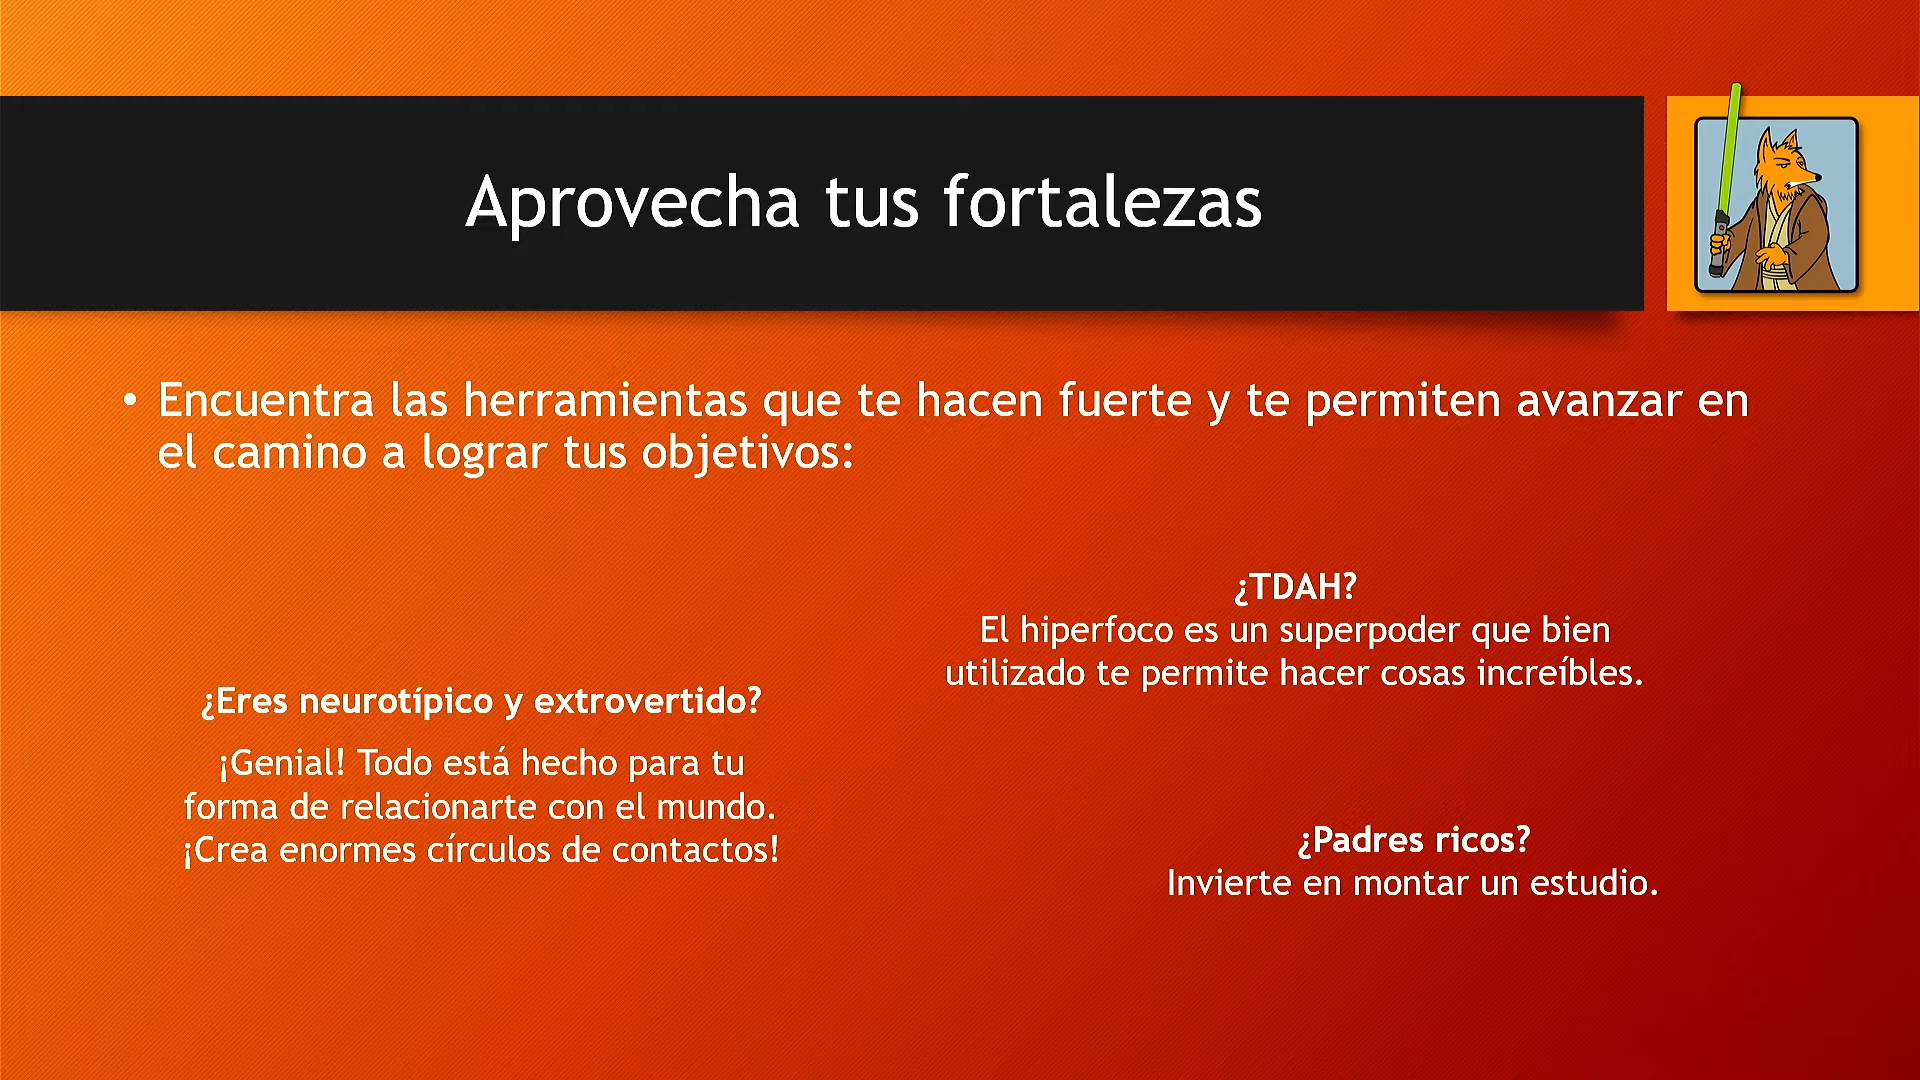 Aprovecha tus fortalezas
• Encuentra las herramientas que te hacen fuerte y te permiten avanzar en
el camino a lograr tus objetivos:
¿Eres neurotípico y extrovertido?
¡Genial! Todo está hecho para tu
forma de relacionarte con el mundo.
¡Crea enormes círculos de contactos!
¿TDAH?
El hiperfoco es un superpoder que bien
utilizado te permite hacer cosas increíbles.
¿Padres ricos?
Invierte en montar un estudio.